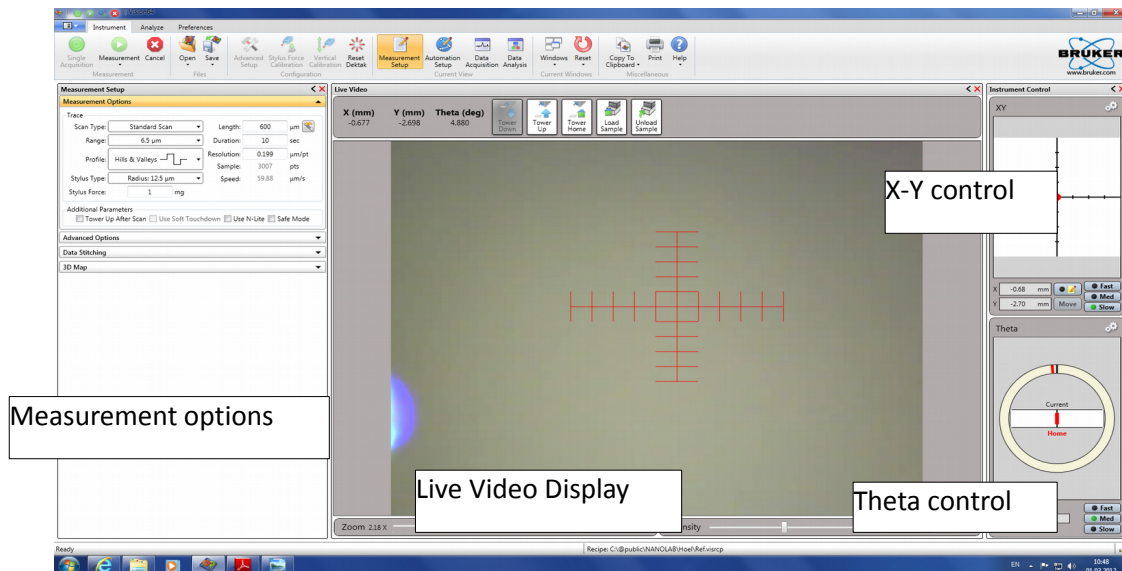 Instrument Analyze Preferences
Single Acquisition Measurement Cancel Open Save Advanced Setup Stylus Force Calibration Vertical Calibration Reset Dektak Measurement Setup Automation Setup Data Acquisition Data Analysis Windows Reset Copy To Clipboard Print Help
Measurement Files Configuration Current View Current Windows Miscellaneous
BRUKER
www.bruker.com
Measurement Setup
Measurement Options
Trace
Scan Type: Standard Scan Length: 600 µm
Range: 6.5 µm Duration: 10 sec
Profile: Hills & Valleys Resolution: 0.199 µm/pt
Sample: 3007 pts
Stylus Type: Radius: 12.5 µm Speed: 59.88 µm/s
Stylus Force: 1 mg
Additional Parameters
Tower Up After Scan Use Soft Touchdown Use N-Lite Safe Mode
Advanced Options
Data Stitching
3D Map
Measurement options
Live Video
X (mm) Y (mm) Theta (deg)
-0.677 -2.698 4.880
Tower Down Tower Up Tower Home Load Sample Unload Sample
Live Video Display
Zoom 2.18 X
Instrument Control
XY
X-Y control
X -0.68 mm
Y -2.70 mm Move
Fast
Med
Slow
Theta
Current
Home
Theta control
Fast
Med
Slow
Ready
Recipe: C:\@public\NANOLAB\Hoel\Ref.visrcp
EN 10:48
01.03.2012